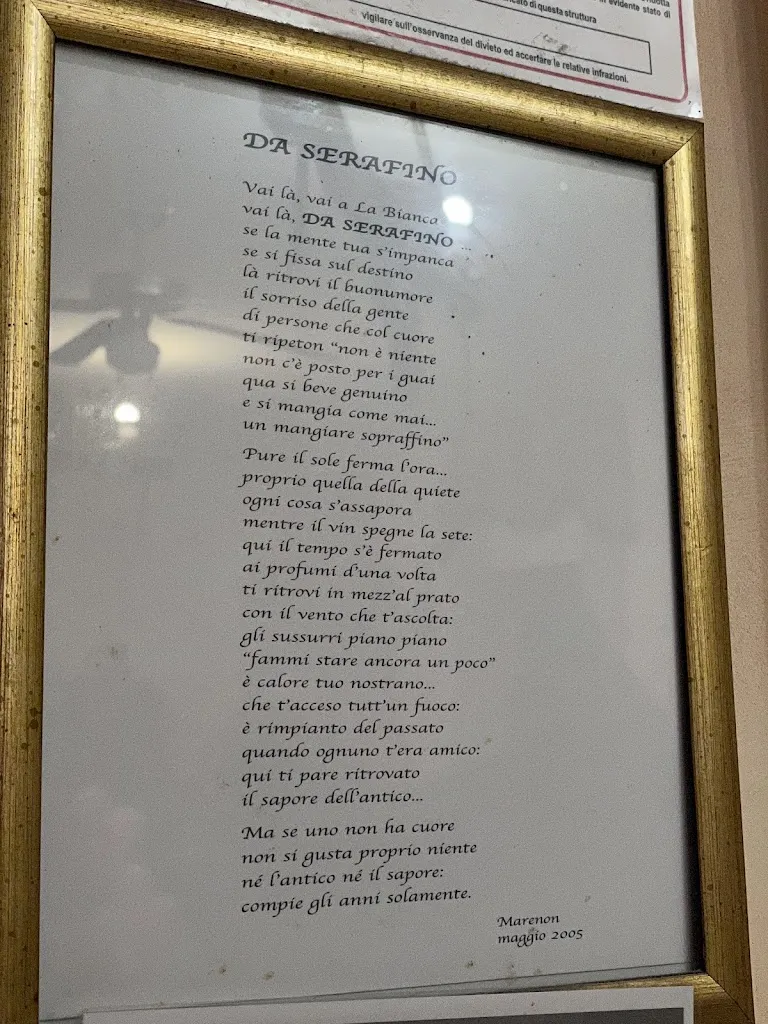 in evidente stato di
di questa struttura
vigilare sull'osservanza del divieto ed accertare le relative infrazioni.
DA SERAFINO
Vai là, vai a La Bianca
vai là, DA SERAFINO ...
se la mente tua s'impanca
se si fissa sul destino
là ritrovi il buonumore
il sorriso della gente
di persone che col cuore
ti ripeton “non è niente
non c'è posto per i guai
qua si beve genuino
e si mangia come mai...
un mangiare sopraffino”
Pure il sole ferma l'ora...
proprio quella della quiete
ogni cosa s'assapora
mentre il vin spegne la sete:
qui il tempo s'è fermato
ai profumi d'una volta
ti ritrovi in mezz'al prato
con il vento che t'ascolta:
gli sussurri piano piano
“fammi stare ancora un poco”
è calore tuo nostrano...
che t'acceso tutt'un fuoco:
è rimpianto del passato
quando ognuno t'era amico:
qui ti pare ritrovato
il sapore dell'antico...
Ma se uno non ha cuore
non si gusta proprio niente
né l'antico né il sapore:
compie gli anni solamente.
Marenon
maggio 2005